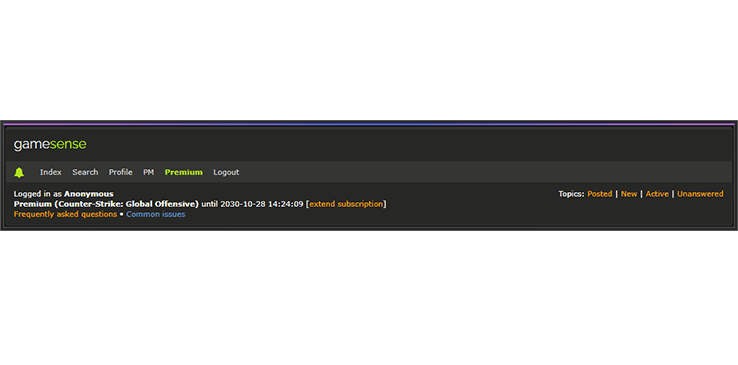 gamesense
Index Search Profile PM Premium Logout
Logged in as Anonymous
Topics: Posted | New | Active | Unanswered
Premium (Counter-Strike: Global Offensive) until 2030-10-28 14:24:09 [extend subscription]
Frequently asked questions ▪ Common issues